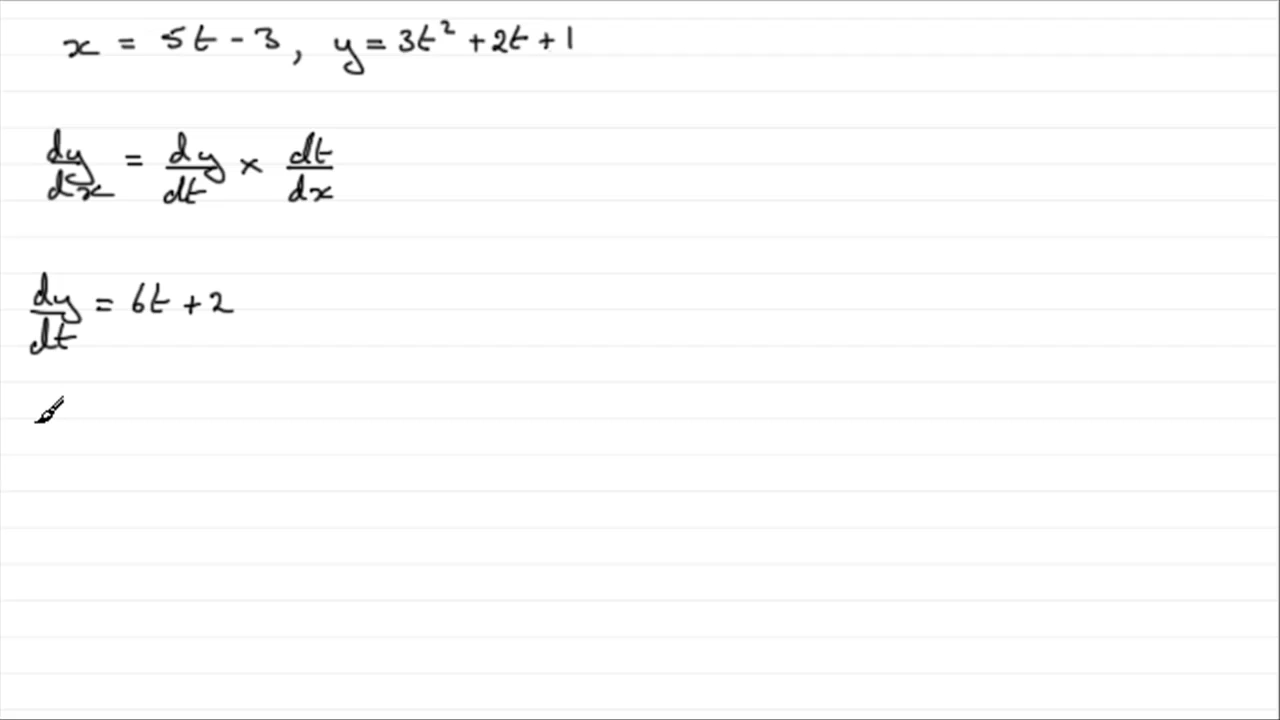 x = 5t - 3, y = 3t² + 2t + 1
dy/dx = dy/dt × dt/dx
dy/dt = 6t + 2